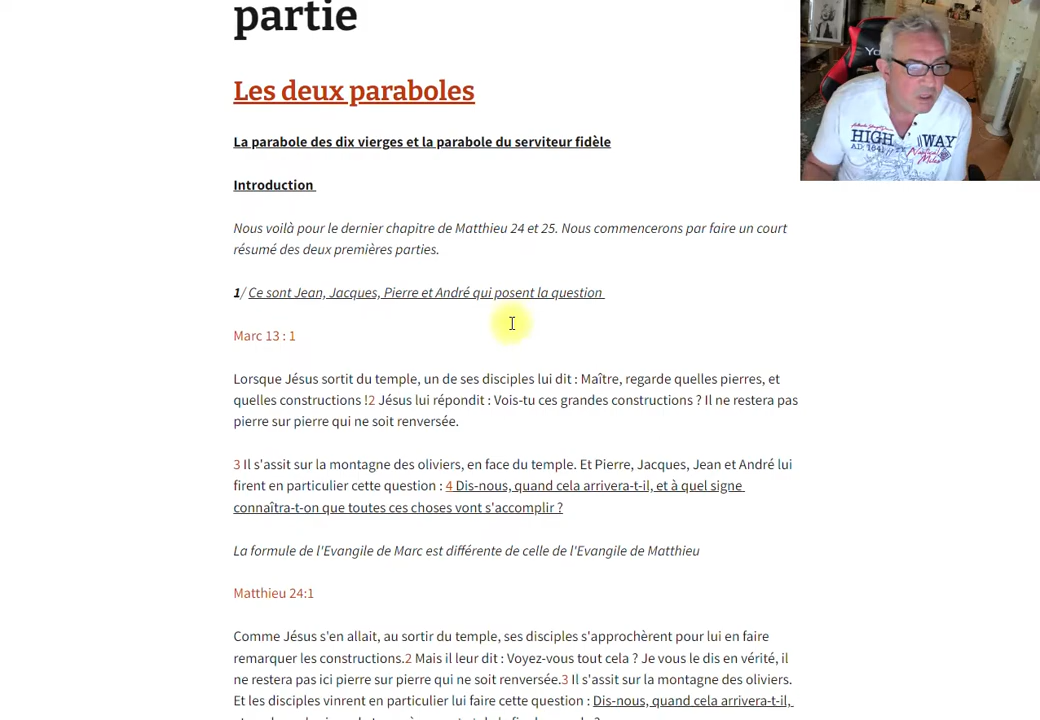 partie
Les deux paraboles
La parabole des dix vierges et la parabole du serviteur fidèle
Introduction
Nous voilà pour le dernier chapitre de Matthieu 24 et 25. Nous commencerons par faire un court
résumé des deux premières parties.
1/ Ce sont Jean, Jacques, Pierre et André qui posent la question
Marc 13 : 1
Lorsque Jésus sortit du temple, un de ses disciples lui dit : Maître, regarde quelles pierres, et
quelles constructions !2 Jésus lui répondit : Vois-tu ces grandes constructions ? Il ne restera pas
pierre sur pierre qui ne soit renversée.
3 Il s'assit sur la montagne des oliviers, en face du temple. Et Pierre, Jacques, Jean et André lui
firent en particulier cette question : 4 Dis-nous, quand cela arrivera-t-il, et à quel signe
connaîtra-t-on que toutes ces choses vont s'accomplir ?
La formule de l'Evangile de Marc est différente de celle de l'Evangile de Matthieu
Matthieu 24:1
Comme Jésus s'en allait, au sortir du temple, ses disciples s'approchèrent pour lui en faire
remarquer les constructions.2 Mais il leur dit : Voyez-vous tout cela ? Je vous le dis en vérité, il
ne restera pas ici pierre sur pierre qui ne soit renversée.3 Il s'assit sur la montagne des oliviers.
Et les disciples vinrent en particulier lui faire cette question : Dis-nous, quand cela arrivera-t-il,
HIGH WAY